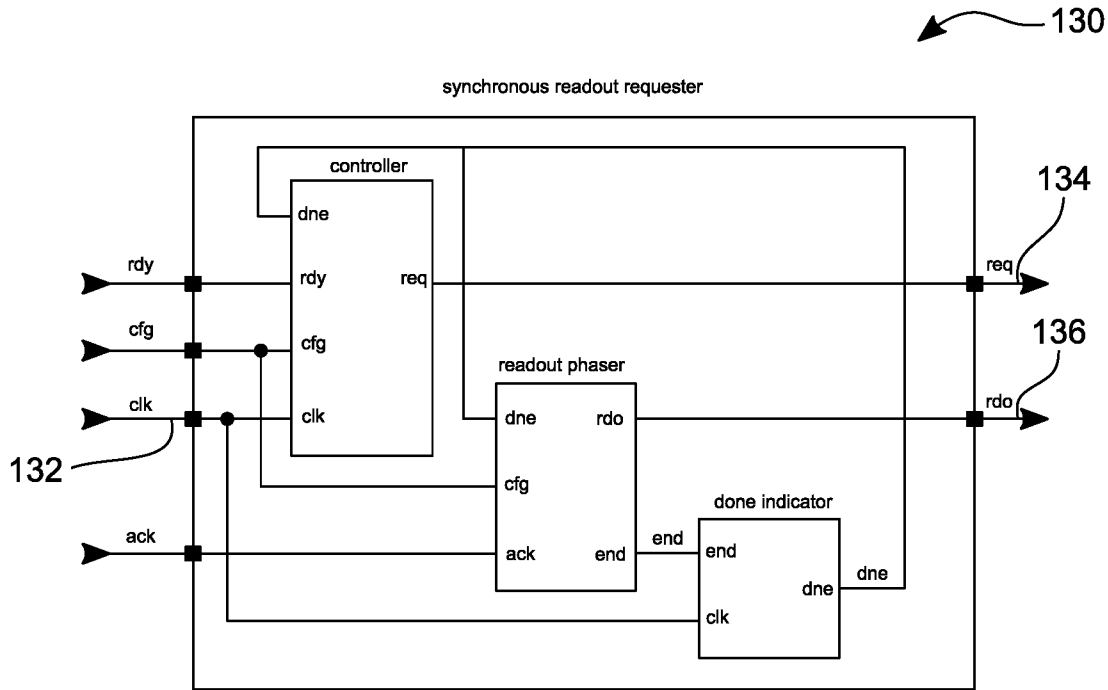 130
synchronous readout requester
controller
134
dne
rdy
rdy
req
req
cfg
cfg
136
readout phaser
clk
clk
dne
rdo
rdo
132
cfg
done indicator
ack
ack
end
end
end
dne
dne
clk